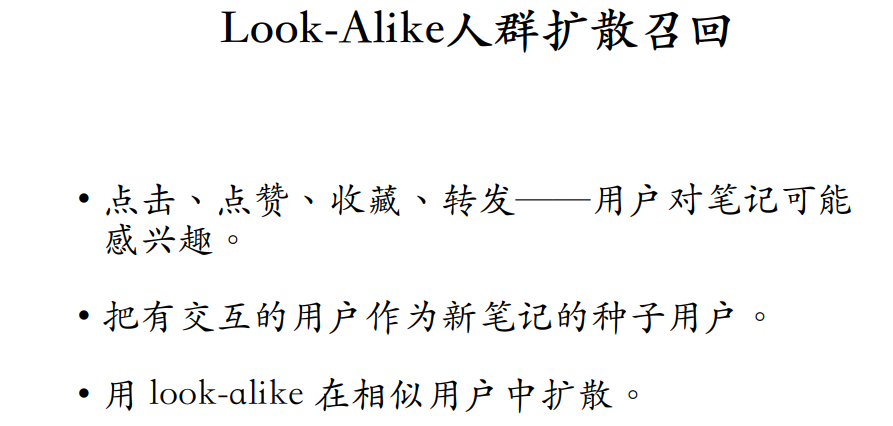 Look-Alike人群扩散召回
• 点击、点赞、收藏、转发——用户对笔记可能
感兴趣。
• 把有交互的用户作为新笔记的种子用户。
• 用 look-alike 在相似用户中扩散。